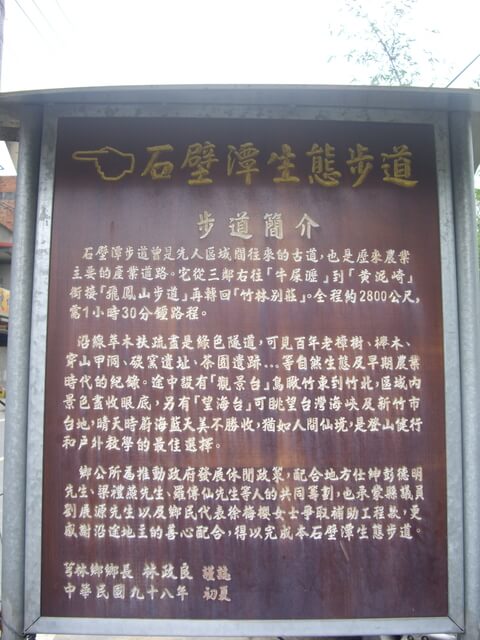 石壁潭生態步道
步道簡介
石壁潭步道曾是先人區域間往來的古道，也是歷來農業
主要的產業道路。它從三鄰右往「牛屎湮」到「黄泥崎」
銜接「飛鳳山步道」再轉回「竹林別莊」。全程約2800公尺，
需1小時30分鐘路程。
沿線草木扶疏盡是綠色隧道，可見百年老樟樹、櫸木、
穿山甲洞、碳窯遺址、茶園遺跡...等自然生態及早期農業
時代的紀錄。途中設有「觀景台」鳥瞰竹東到竹北，區域內
景色盡收眼底，另有「望海台」可眺望台灣海峽及新竹市
台地，晴天時蔚海藍天美不勝收，猶如人間仙境，是登山健行
和戶外教學的最佳選擇。
鄉公所為推動政府發展休閒政策，配合地方仕紳彭德明
先生、梁禮燕先生、羅傳仙先生等人的共同籌劃，也承蒙縣議員
劉展源先生以及鄉民代表徐梅櫻女士爭取補助工程款，更
感謝沿途地主的善心配合，得以完成本石壁潭生態步道。
芎林鄉鄉長 林政良 謹誌
中華民國九十八年 初夏